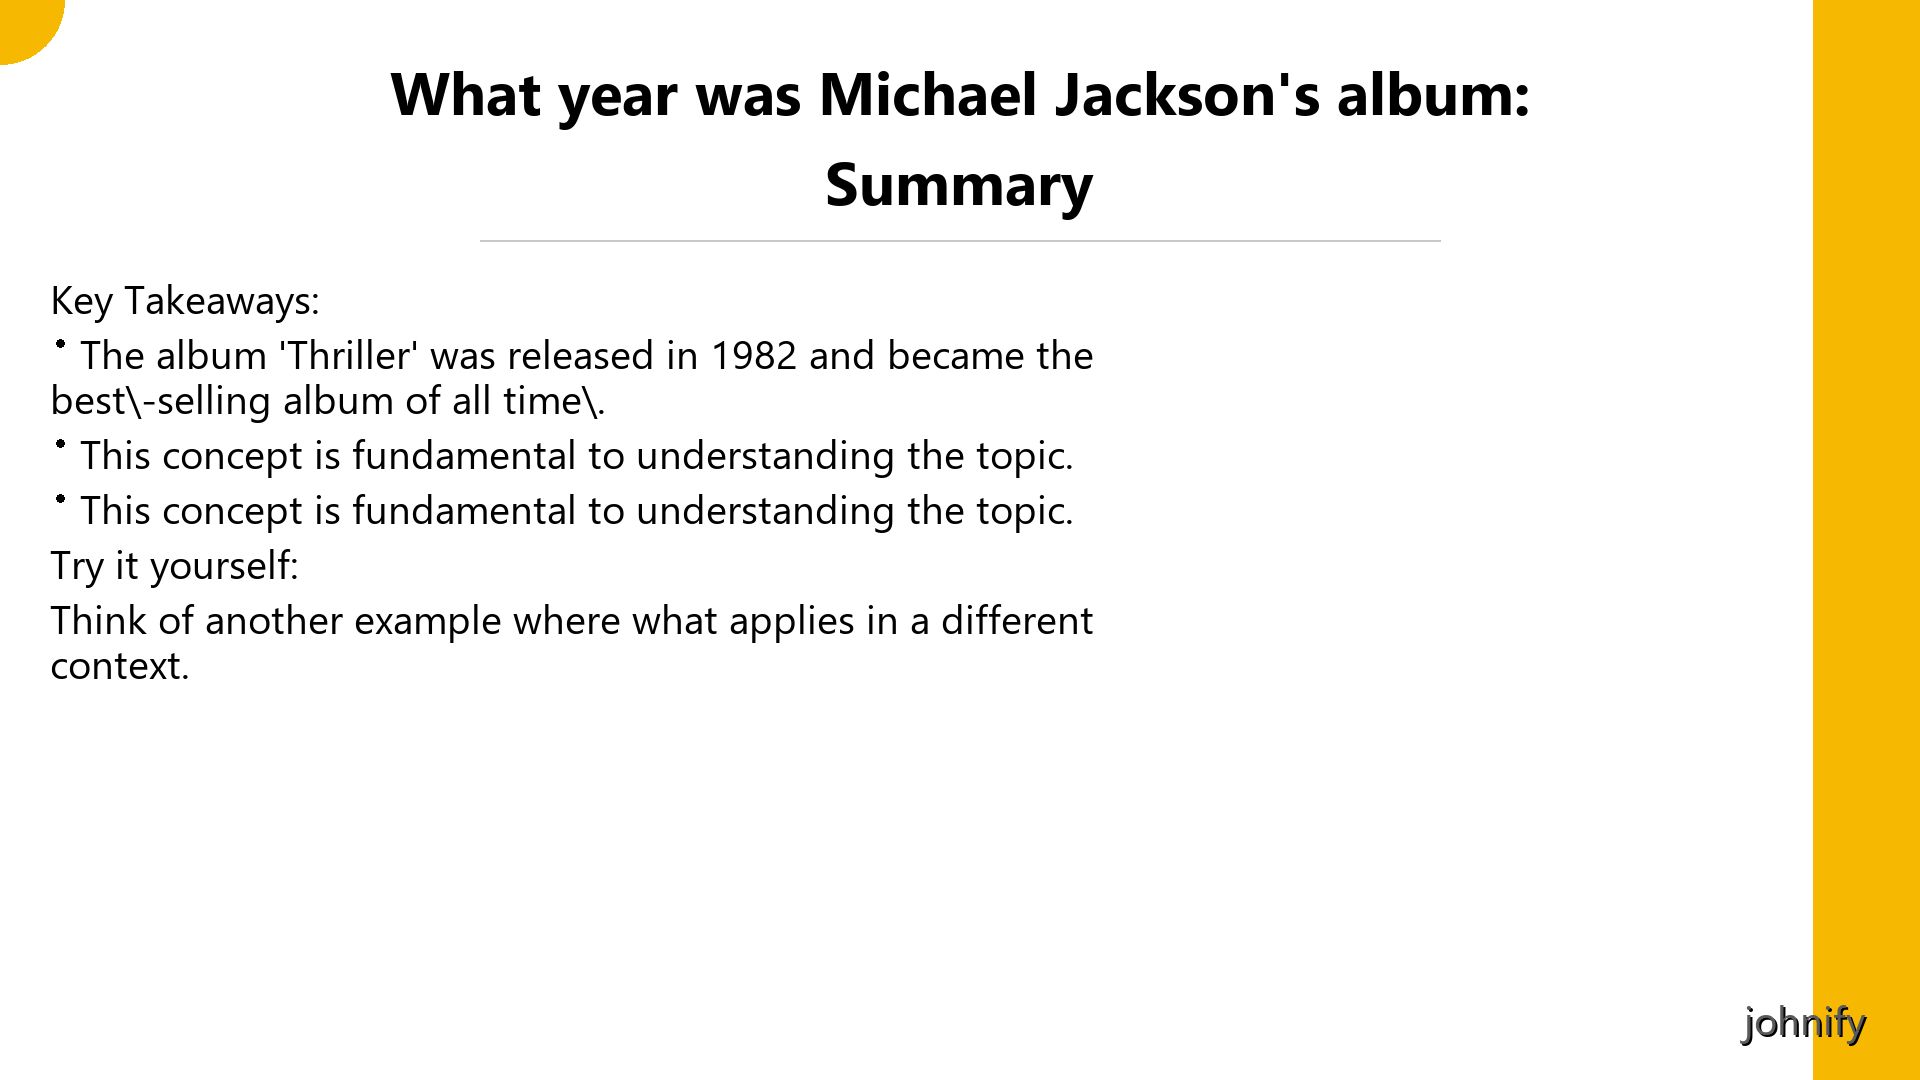 What year was Michael Jackson's album:
Summary
Key Takeaways:
• The album 'Thriller' was released in 1982 and became the
best\-selling album of all time\.
• This concept is fundamental to understanding the topic.
• This concept is fundamental to understanding the topic.
Try it yourself:
Think of another example where what applies in a different
context.
johnify